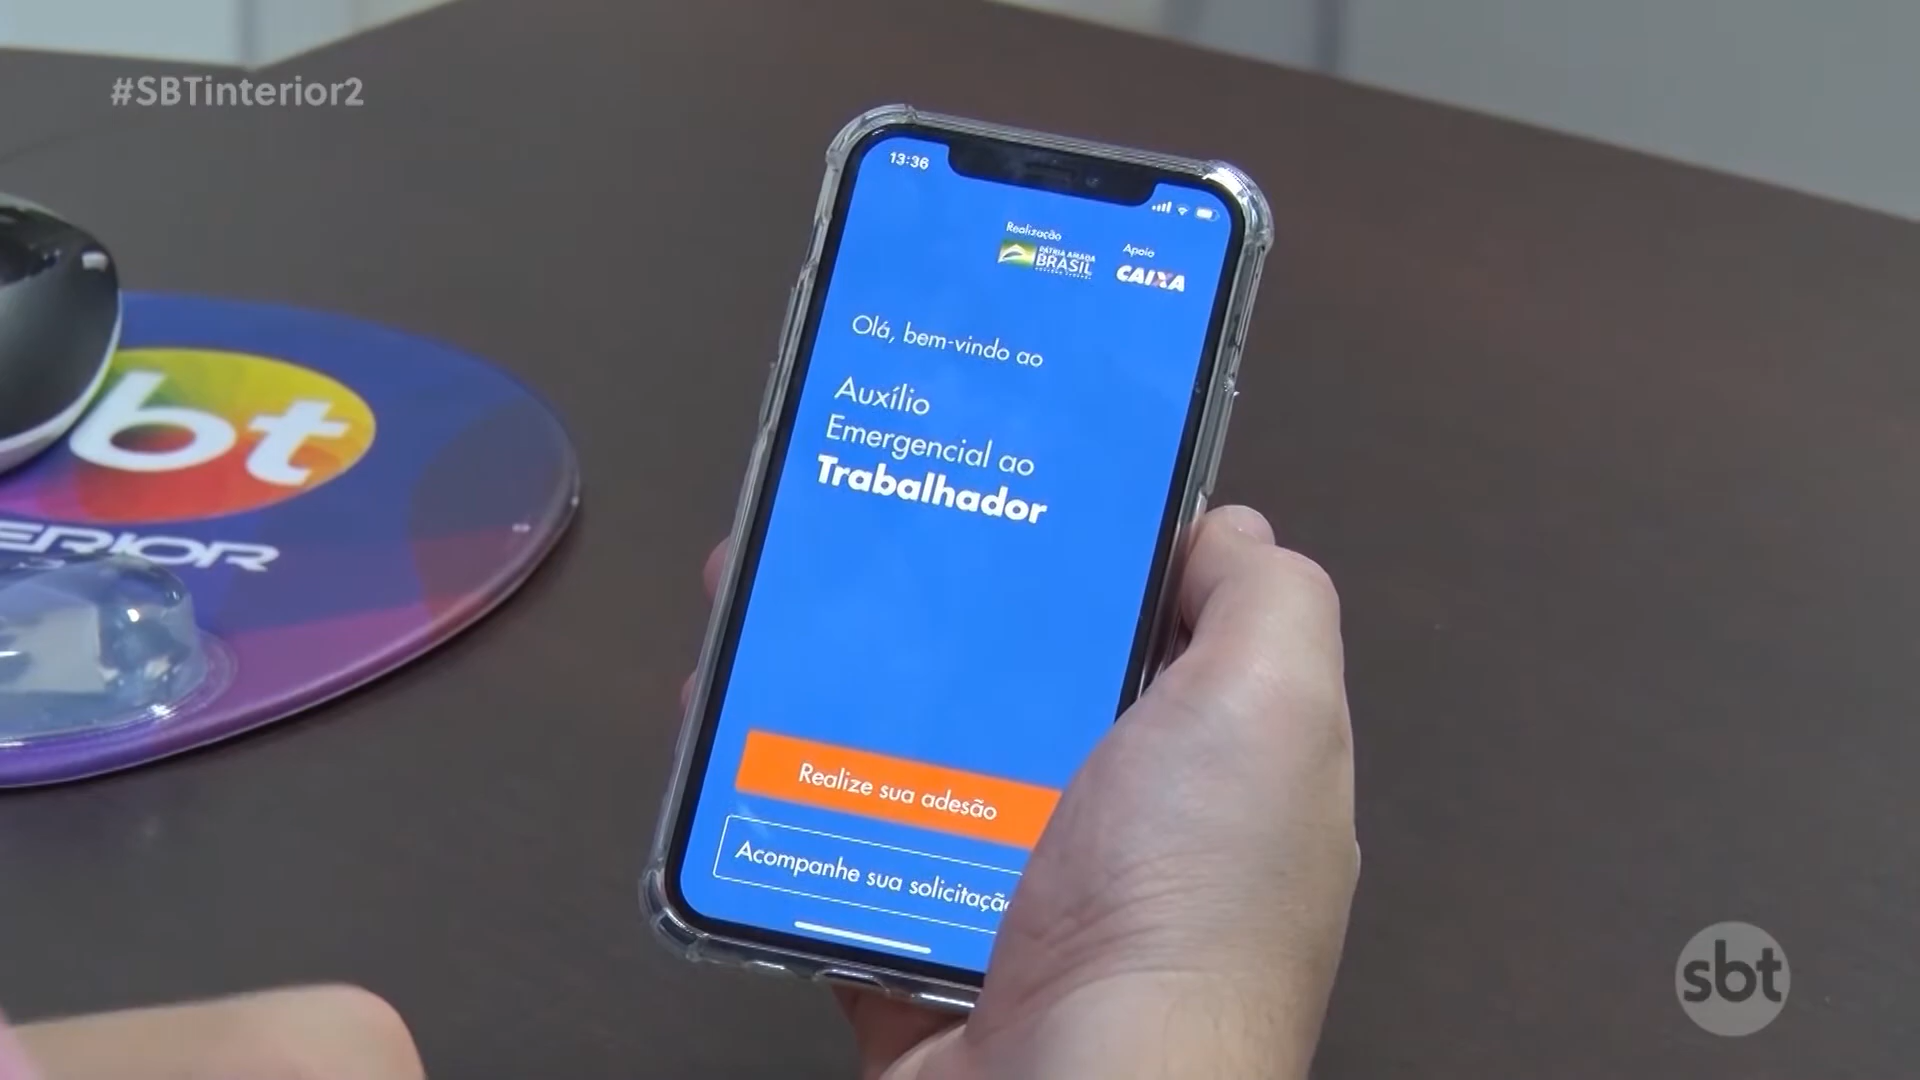 #SBTinterior2
13:36
Realização
PÁTRIA AMADA
BRASIL
Apoio
CAIXA
Olá, bem-vindo ao
Auxílio
Emergencial ao
Trabalhador
bt
ERIOR
Realize sua adesão
Acompanhe sua solicitaçã
sbt